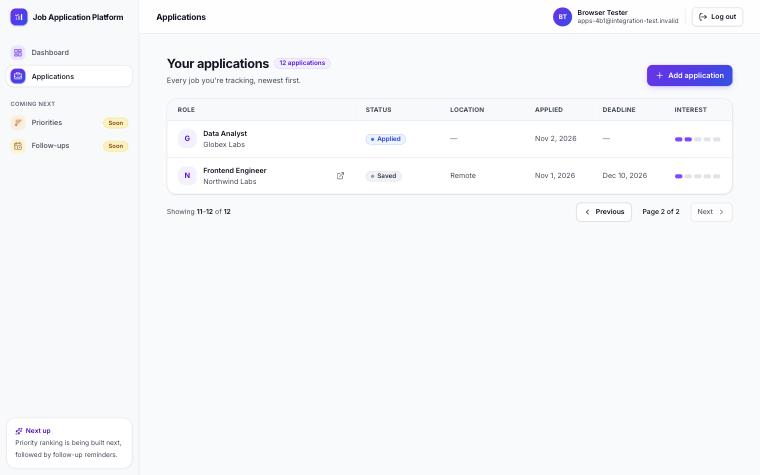 Job Application Platform
Applications
BT
Browser Tester
apps-4bf@integration-test.invalid
Log out
Dashboard
Applications
COMING NEXT
Priorities Soon
Follow-ups Soon
Your applications 12 applications
Every job you're tracking, newest first.
Add application
ROLE STATUS LOCATION APPLIED DEADLINE INTEREST
G Data Analyst
Globex Labs
Applied — Nov 2, 2026 —
N Frontend Engineer
Northwind Labs
Saved Remote Nov 1, 2026 Dec 10, 2026
Showing 11–12 of 12
Previous Page 2 of 2 Next
Next up
Priority ranking is being built next,
followed by follow-up reminders.